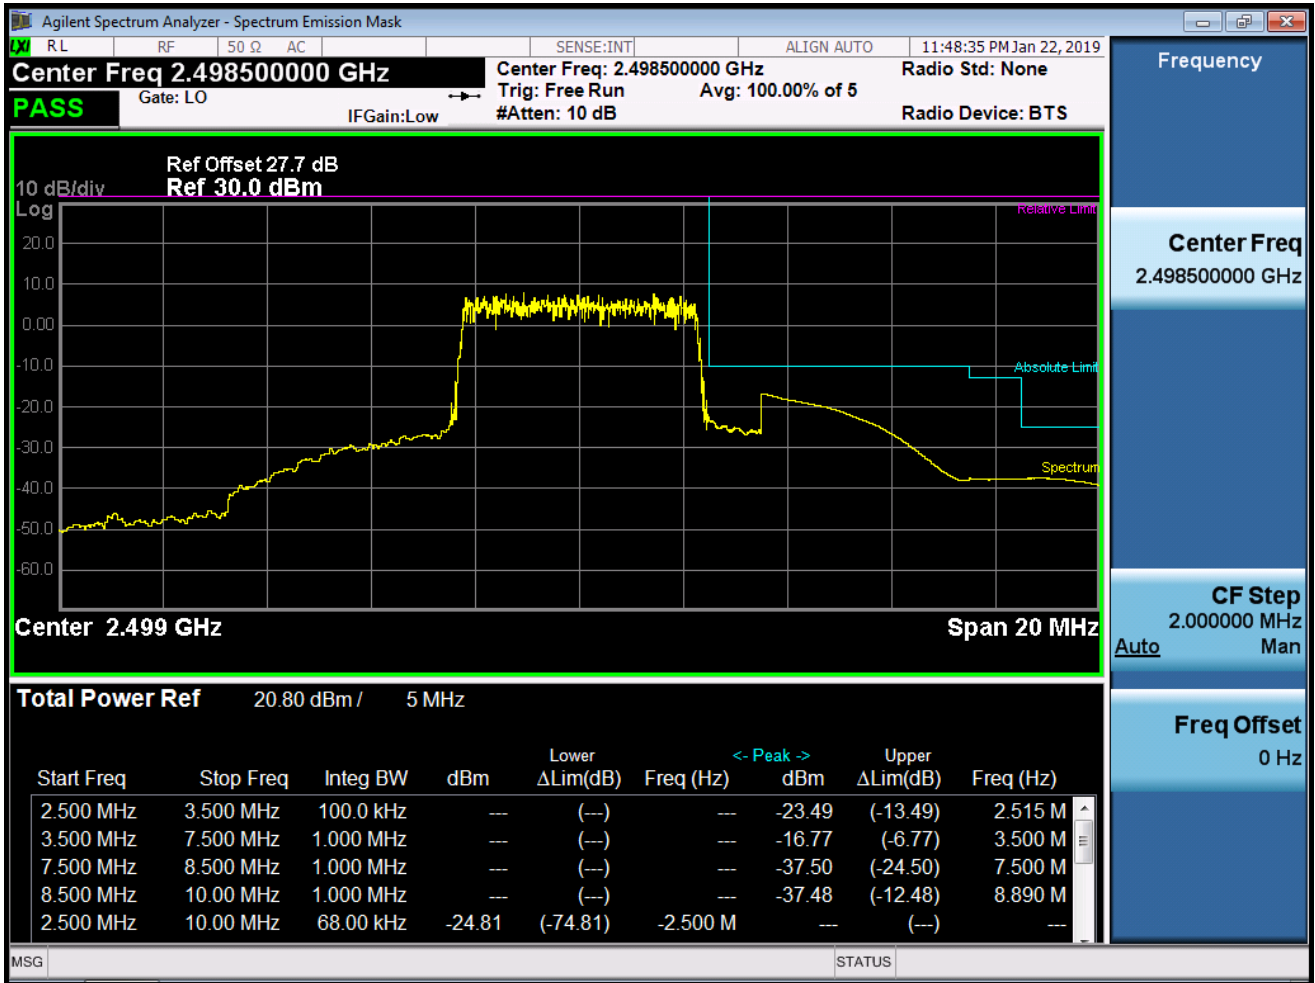 Agilent Spectrum Analyzer - Spectrum Emission Mask
LXI RL RF 50 Ω AC SENSE:INT ALIGN AUTO 11:48:35 PM Jan 22, 2019
Center Freq 2.498500000 GHz Center Freq: 2.498500000 GHz Radio Std: None
Trig: Free Run Avg: 100.00% of 5
PASS Gate: LO IFGain:Low #Atten: 10 dB Radio Device: BTS
Ref Offset 27.7 dB
10 dB/div Ref 30.0 dBm
Log
Relative Limit
20.0
10.0
0.00
-10.0
Absolute Limit
-20.0
-30.0
Spectrum
-40.0
-50.0
-60.0
Center 2.499 GHz Span 20 MHz
Total Power Ref 20.80 dBm / 5 MHz
Lower <- Peak -> Upper
Start Freq Stop Freq Integ BW dBm ΔLim(dB) Freq (Hz) dBm ΔLim(dB) Freq (Hz)
2.500 MHz 3.500 MHz 100.0 kHz --- (---) --- -23.49 (-13.49) 2.515 M
3.500 MHz 7.500 MHz 1.000 MHz --- (---) --- -16.77 (-6.77) 3.500 M
7.500 MHz 8.500 MHz 1.000 MHz --- (---) --- -37.50 (-24.50) 7.500 M
8.500 MHz 10.00 MHz 1.000 MHz --- (---) --- -37.48 (-12.48) 8.890 M
2.500 MHz 10.00 MHz 68.00 kHz -24.81 (-74.81) -2.500 M --- (---) ---
MSG STATUS
Frequency
Center Freq
2.498500000 GHz
CF Step
2.000000 MHz
Auto Man
Freq Offset
0 Hz